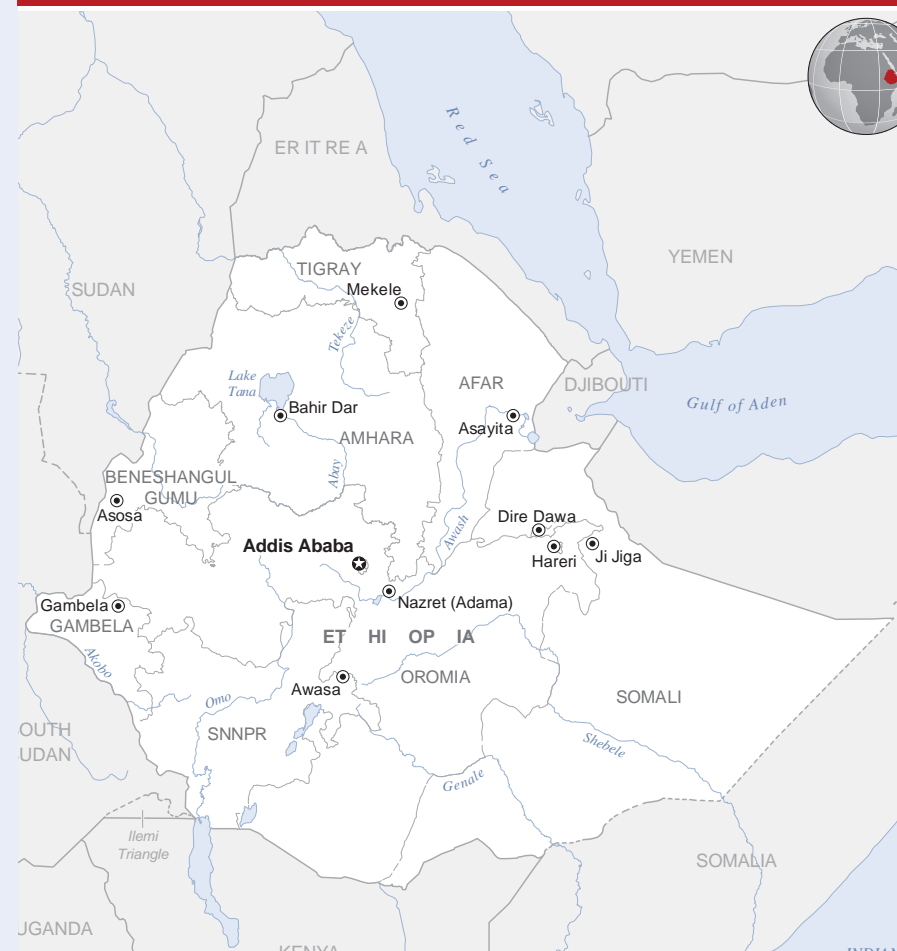 Red Sea
ER IT RE A
YEMEN
TIGRAY
SUDAN
Mekele
Tekeze
Lake
Tana
AFAR
DJIBOUTI
Gulf of Aden
Bahir Dar
Asayita
AMHARA
Abay
BENESHANGUL
GUMU
Asosa
Awash
Dire Dawa
Addis Ababa
Hareri
Ji Jiga
Nazret (Adama)
Gambela
GAMBELA
ET HI OP IA
Akobo
OROMIA
Awasa
Omo
SOMALI
SNNPR
OUTH
UDAN
Shebele
Genale
Ilemi
Triangle
SOMALIA
UGANDA
KENYA
INDIAN